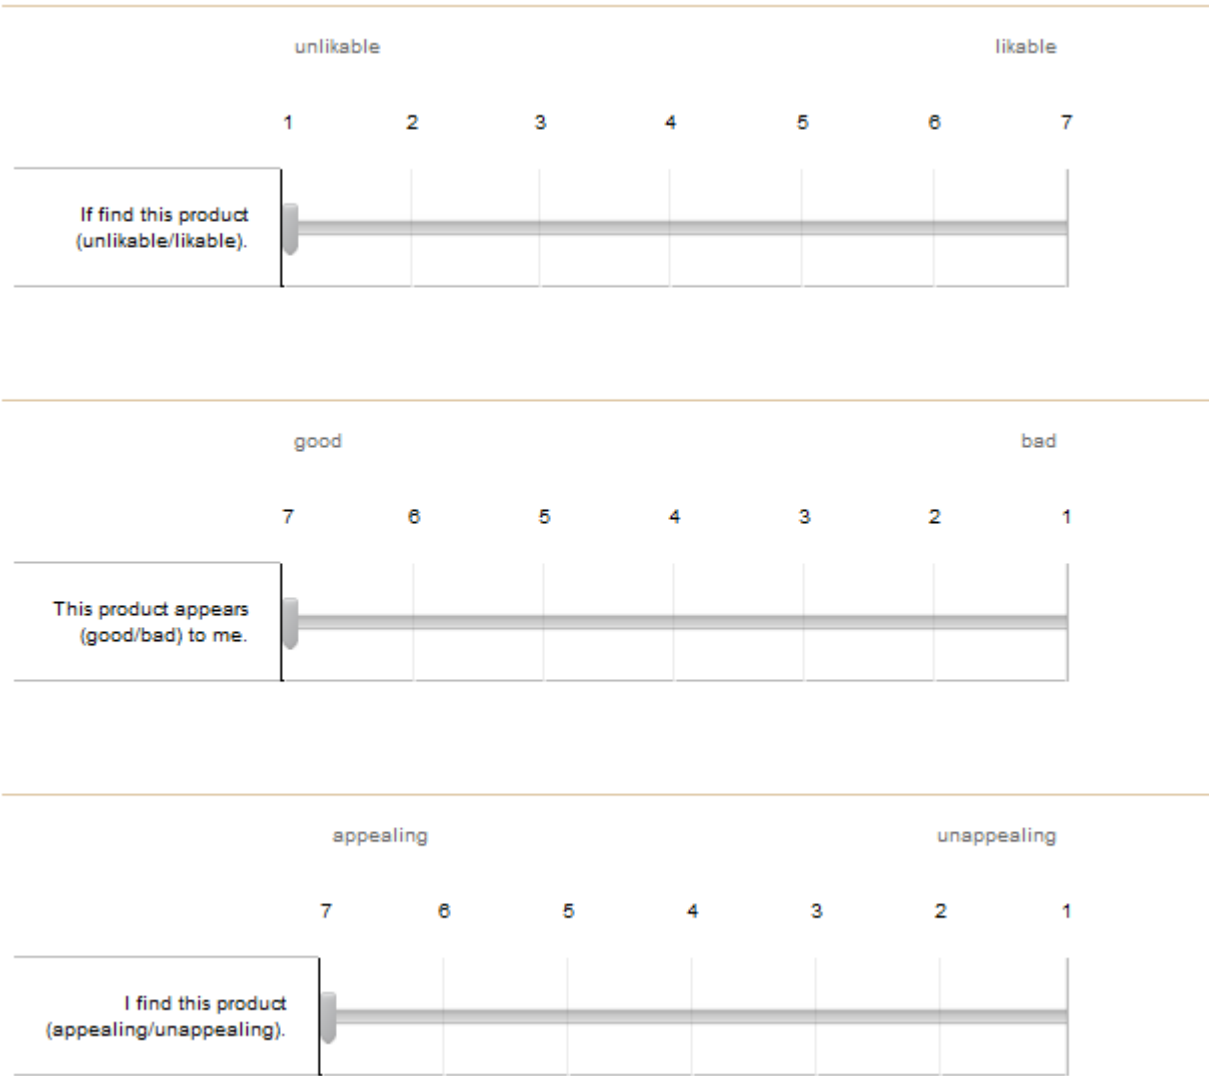 unlikable likable
1 2 3 4 5 6 7
If find this product
(unlikable/likable).
good bad
7 6 5 4 3 2 1
This product appears
(good/bad) to me.
appealing unappealing
7 6 5 4 3 2 1
I find this product
(appealing/unappealing).